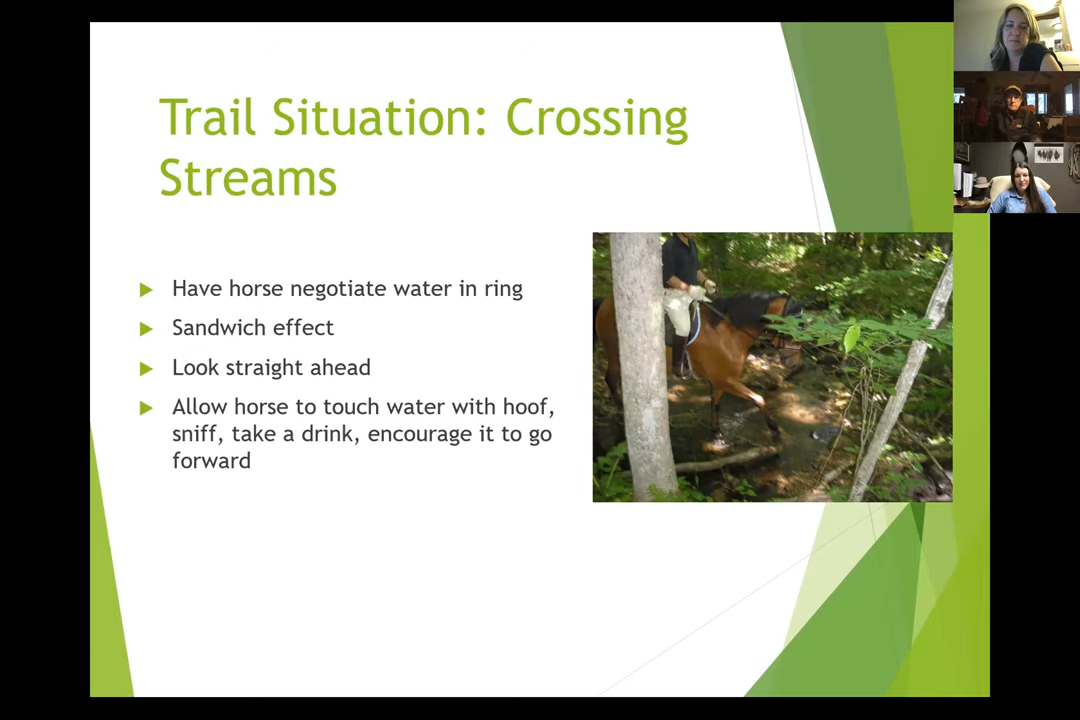 Trail Situation: Crossing
Streams
Have horse negotiate water in ring
Sandwich effect
Look straight ahead
Allow horse to touch water with hoof,
sniff, take a drink, encourage it to go
forward